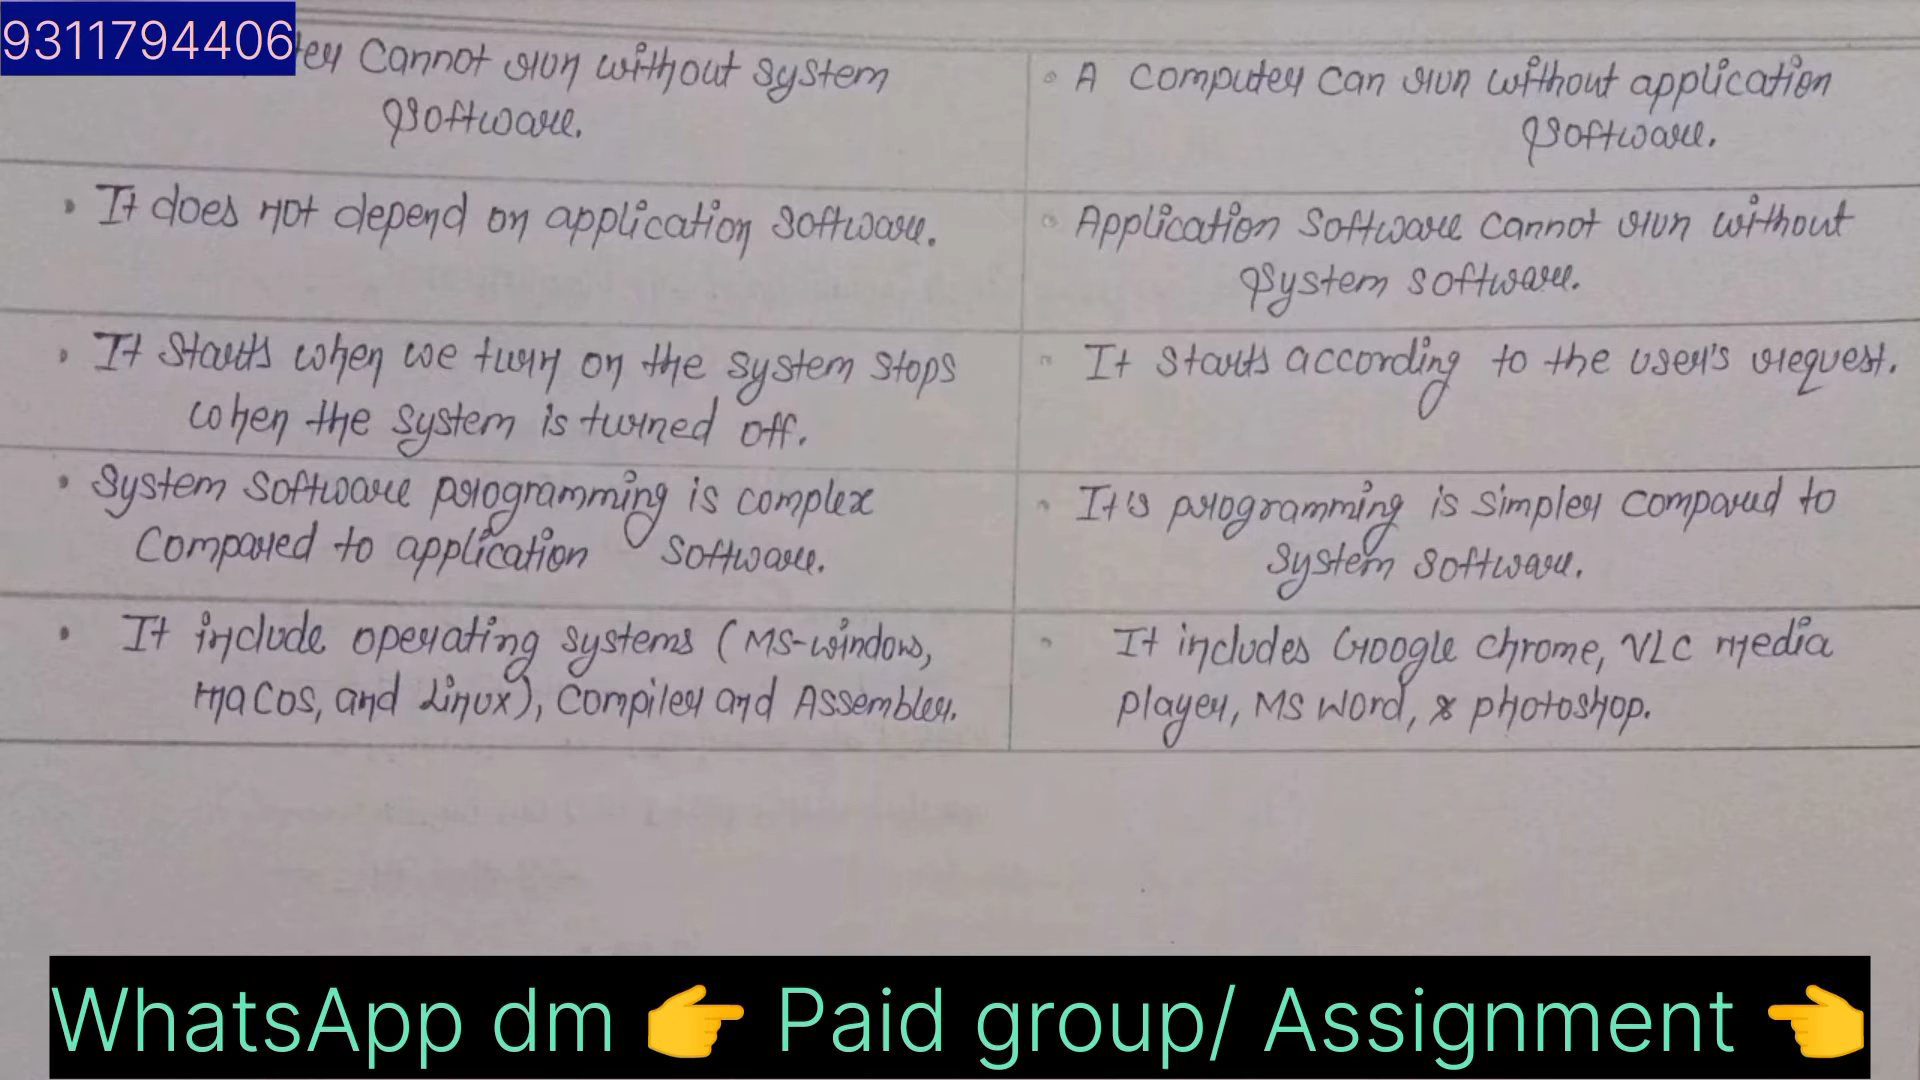 9311794406
cannot run without system
software.
• A computer can run without application
software.
• It does not depend on application software.
• Application software cannot run without
system software.
• It starts when we turn on the system stops
when the system is turned off.
• It starts according to the user's request.
• System software programming is complex
compared to application software.
• It's programming is simpler compared to
system software.
• It include operating systems (MS-window,
macos, and Linux), compiler and Assembler.
• It includes Google chrome, VLC media
player, MS Word, & photoshop.
WhatsApp dm 👉 Paid group/ Assignment 👈